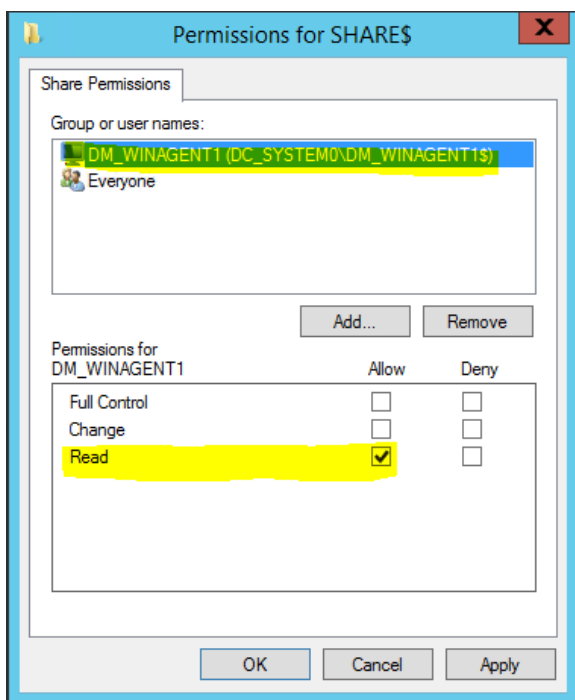 Permissions for SHARE$
X
Share Permissions
Group or user names:
DM_WINAGENT1 (DC_SYSTEM0\DM_WINAGENT1$)
Everyone
Add... Remove
Permissions for
DM_WINAGENT1 Allow Deny
Full Control
Change
Read
OK Cancel Apply